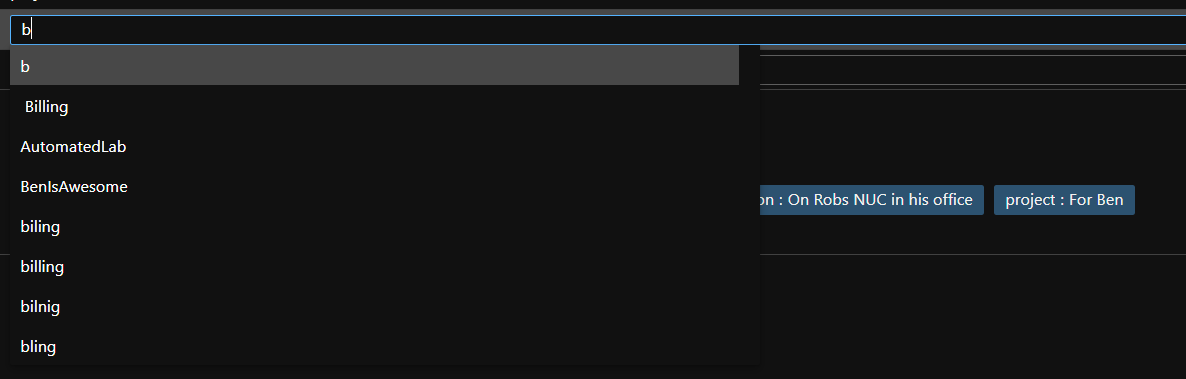 b
b
Billing
AutomatedLab
BenIsAwesome
on : On Robs NUC in his office
project : For Ben
biling
billing
bilnig
bling